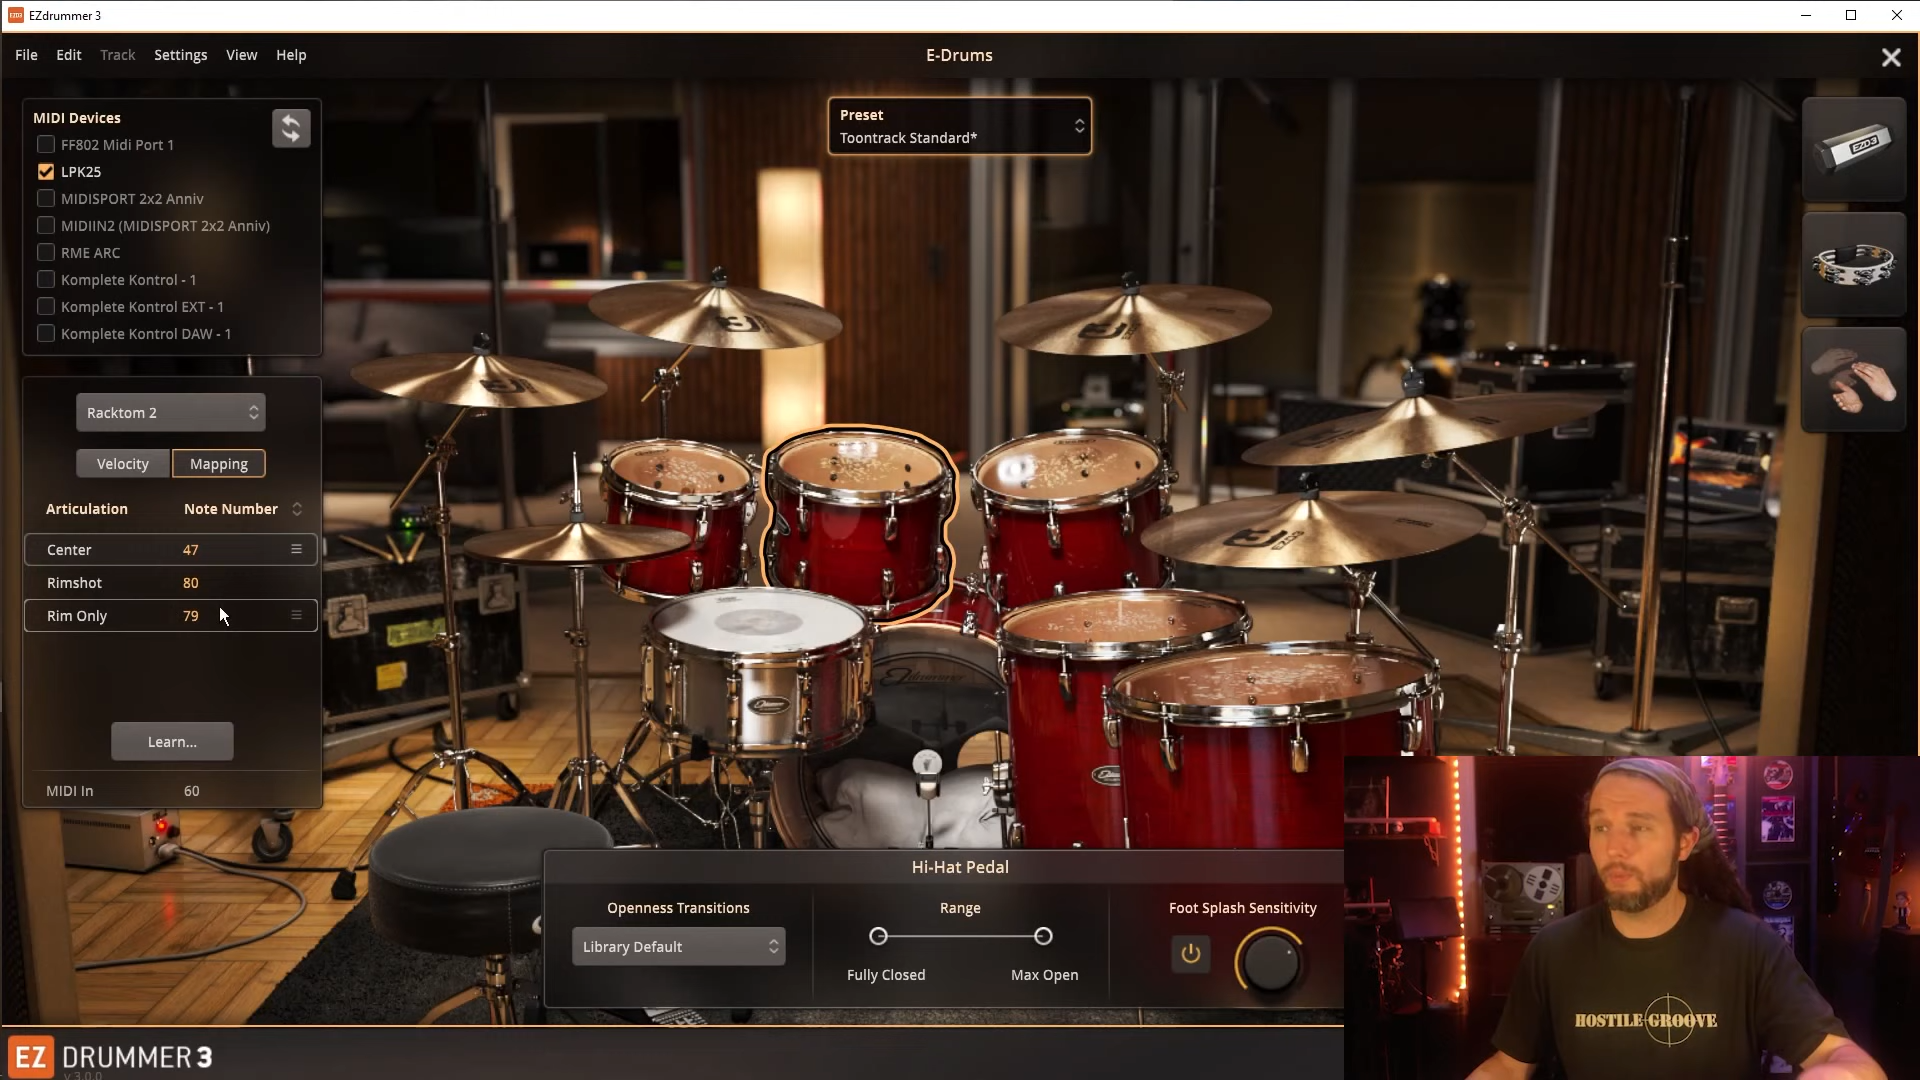 EZdrummer 3
File Edit Track Settings View Help
E-Drums
MIDI Devices
FF802 Midi Port 1
LPK25
MIDISPORT 2x2 Anniv
MIDIIN2 (MIDISPORT 2x2 Anniv)
RME ARC
Komplete Kontrol - 1
Komplete Kontrol EXT - 1
Komplete Kontrol DAW - 1
Preset
Toontrack Standard*
EZD3
Racktom 2
Velocity Mapping
Articulation Note Number
Center 47
Rimshot 80
Rim Only 79
Learn...
MIDI In 60
Hi-Hat Pedal
Openness Transitions
Library Default
Range
Fully Closed Max Open
Foot Splash Sensitivity
HOSTILE GROOVE
EZ DRUMMER 3
v 3.0.0